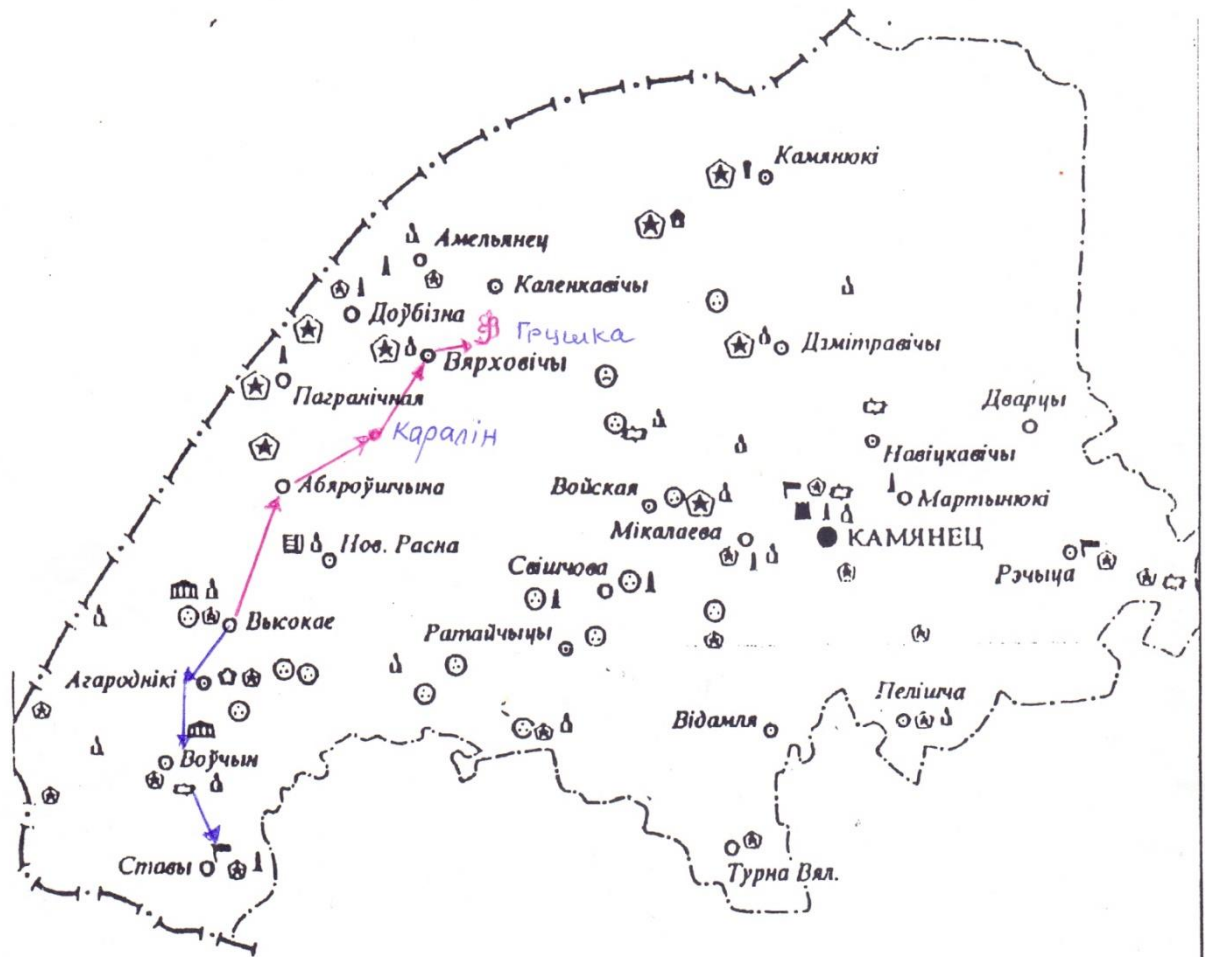 Камянюкі
Амельянец
Каленкавічы
Доўбізна
Грушка
Дзмітравічы
Вярховічы
Пагранічная
Дварцы
Каралін
Навіцкавічы
Абяроўшчына
Войская
Мартынюкі
Мікалаева
КАМЯНЕЦ
Нов. Расна
Рэчыца
Свішчова
Высокае
Ратайчыцы
Агароднікі
Пелішча
Відамля
Воўчын
Ставы
Турна Вял.